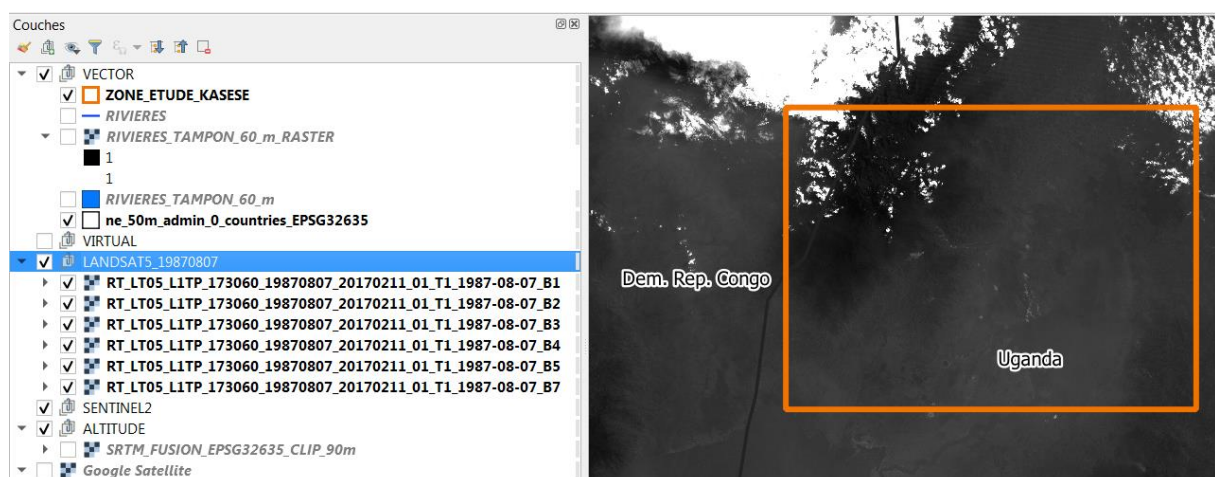 Couches
VECTOR
ZONE_ETUDE_KASESE
RIVIERES
RIVIERES_TAMPON_60_m_RASTER
1
1
RIVIERES_TAMPON_60_m
ne_50m_admin_0_countries_EPSG32635
VIRTUAL
LANDSAT5_19870807
RT_LT05_L1TP_173060_19870807_20170211_01_T1_1987-08-07_B1
RT_LT05_L1TP_173060_19870807_20170211_01_T1_1987-08-07_B2
RT_LT05_L1TP_173060_19870807_20170211_01_T1_1987-08-07_B3
RT_LT05_L1TP_173060_19870807_20170211_01_T1_1987-08-07_B4
RT_LT05_L1TP_173060_19870807_20170211_01_T1_1987-08-07_B5
RT_LT05_L1TP_173060_19870807_20170211_01_T1_1987-08-07_B7
SENTINEL2
ALTITUDE
SRTM_FUSION_EPSG32635_CLIP_90m
Google Satellite
Dem. Rep. Congo
Uganda